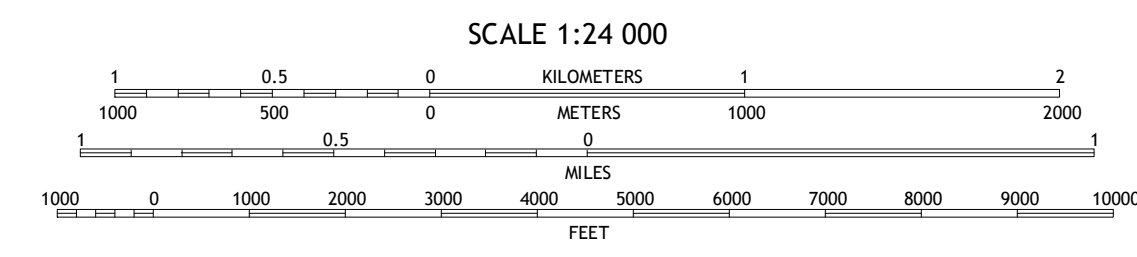 SCALE 1:24 000
1 0.5 0 KILOMETERS 1 2
1000 500 0 METERS 1000 2000
1 0.5 0 1
MILES
1000 0 1000 2000 3000 4000 5000 6000 7000 8000 9000 10000
FEET